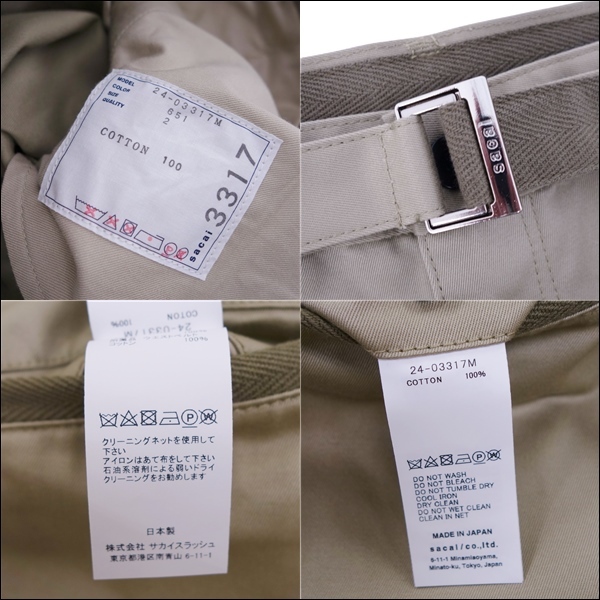 MODEL 24-03317M
COLOR 651
SIZE 2
QUALITY
COTTON 100
sacai 3317
sacai
COTTON 100%
24-03317M
クリーニングネットを使用して
下さい
アイロンはあて布をして下さい
石油系溶剤による弱いドライ
クリーニングをお勧めします
日本製
株式会社 サカイスラッシュ
東京都港区南青山 6-11-1
24-03317M
COTTON 100%
DO NOT WASH
DO NOT BLEACH
DO NOT TUMBLE DRY
COOL IRON
DRY CLEAN
DO NOT WET CLEAN
CLEAN IN NET
MADE IN JAPAN
sacai/co.,ltd.
6-11-1 Minamiaoyama,
Minato-ku, Tokyo, Japan